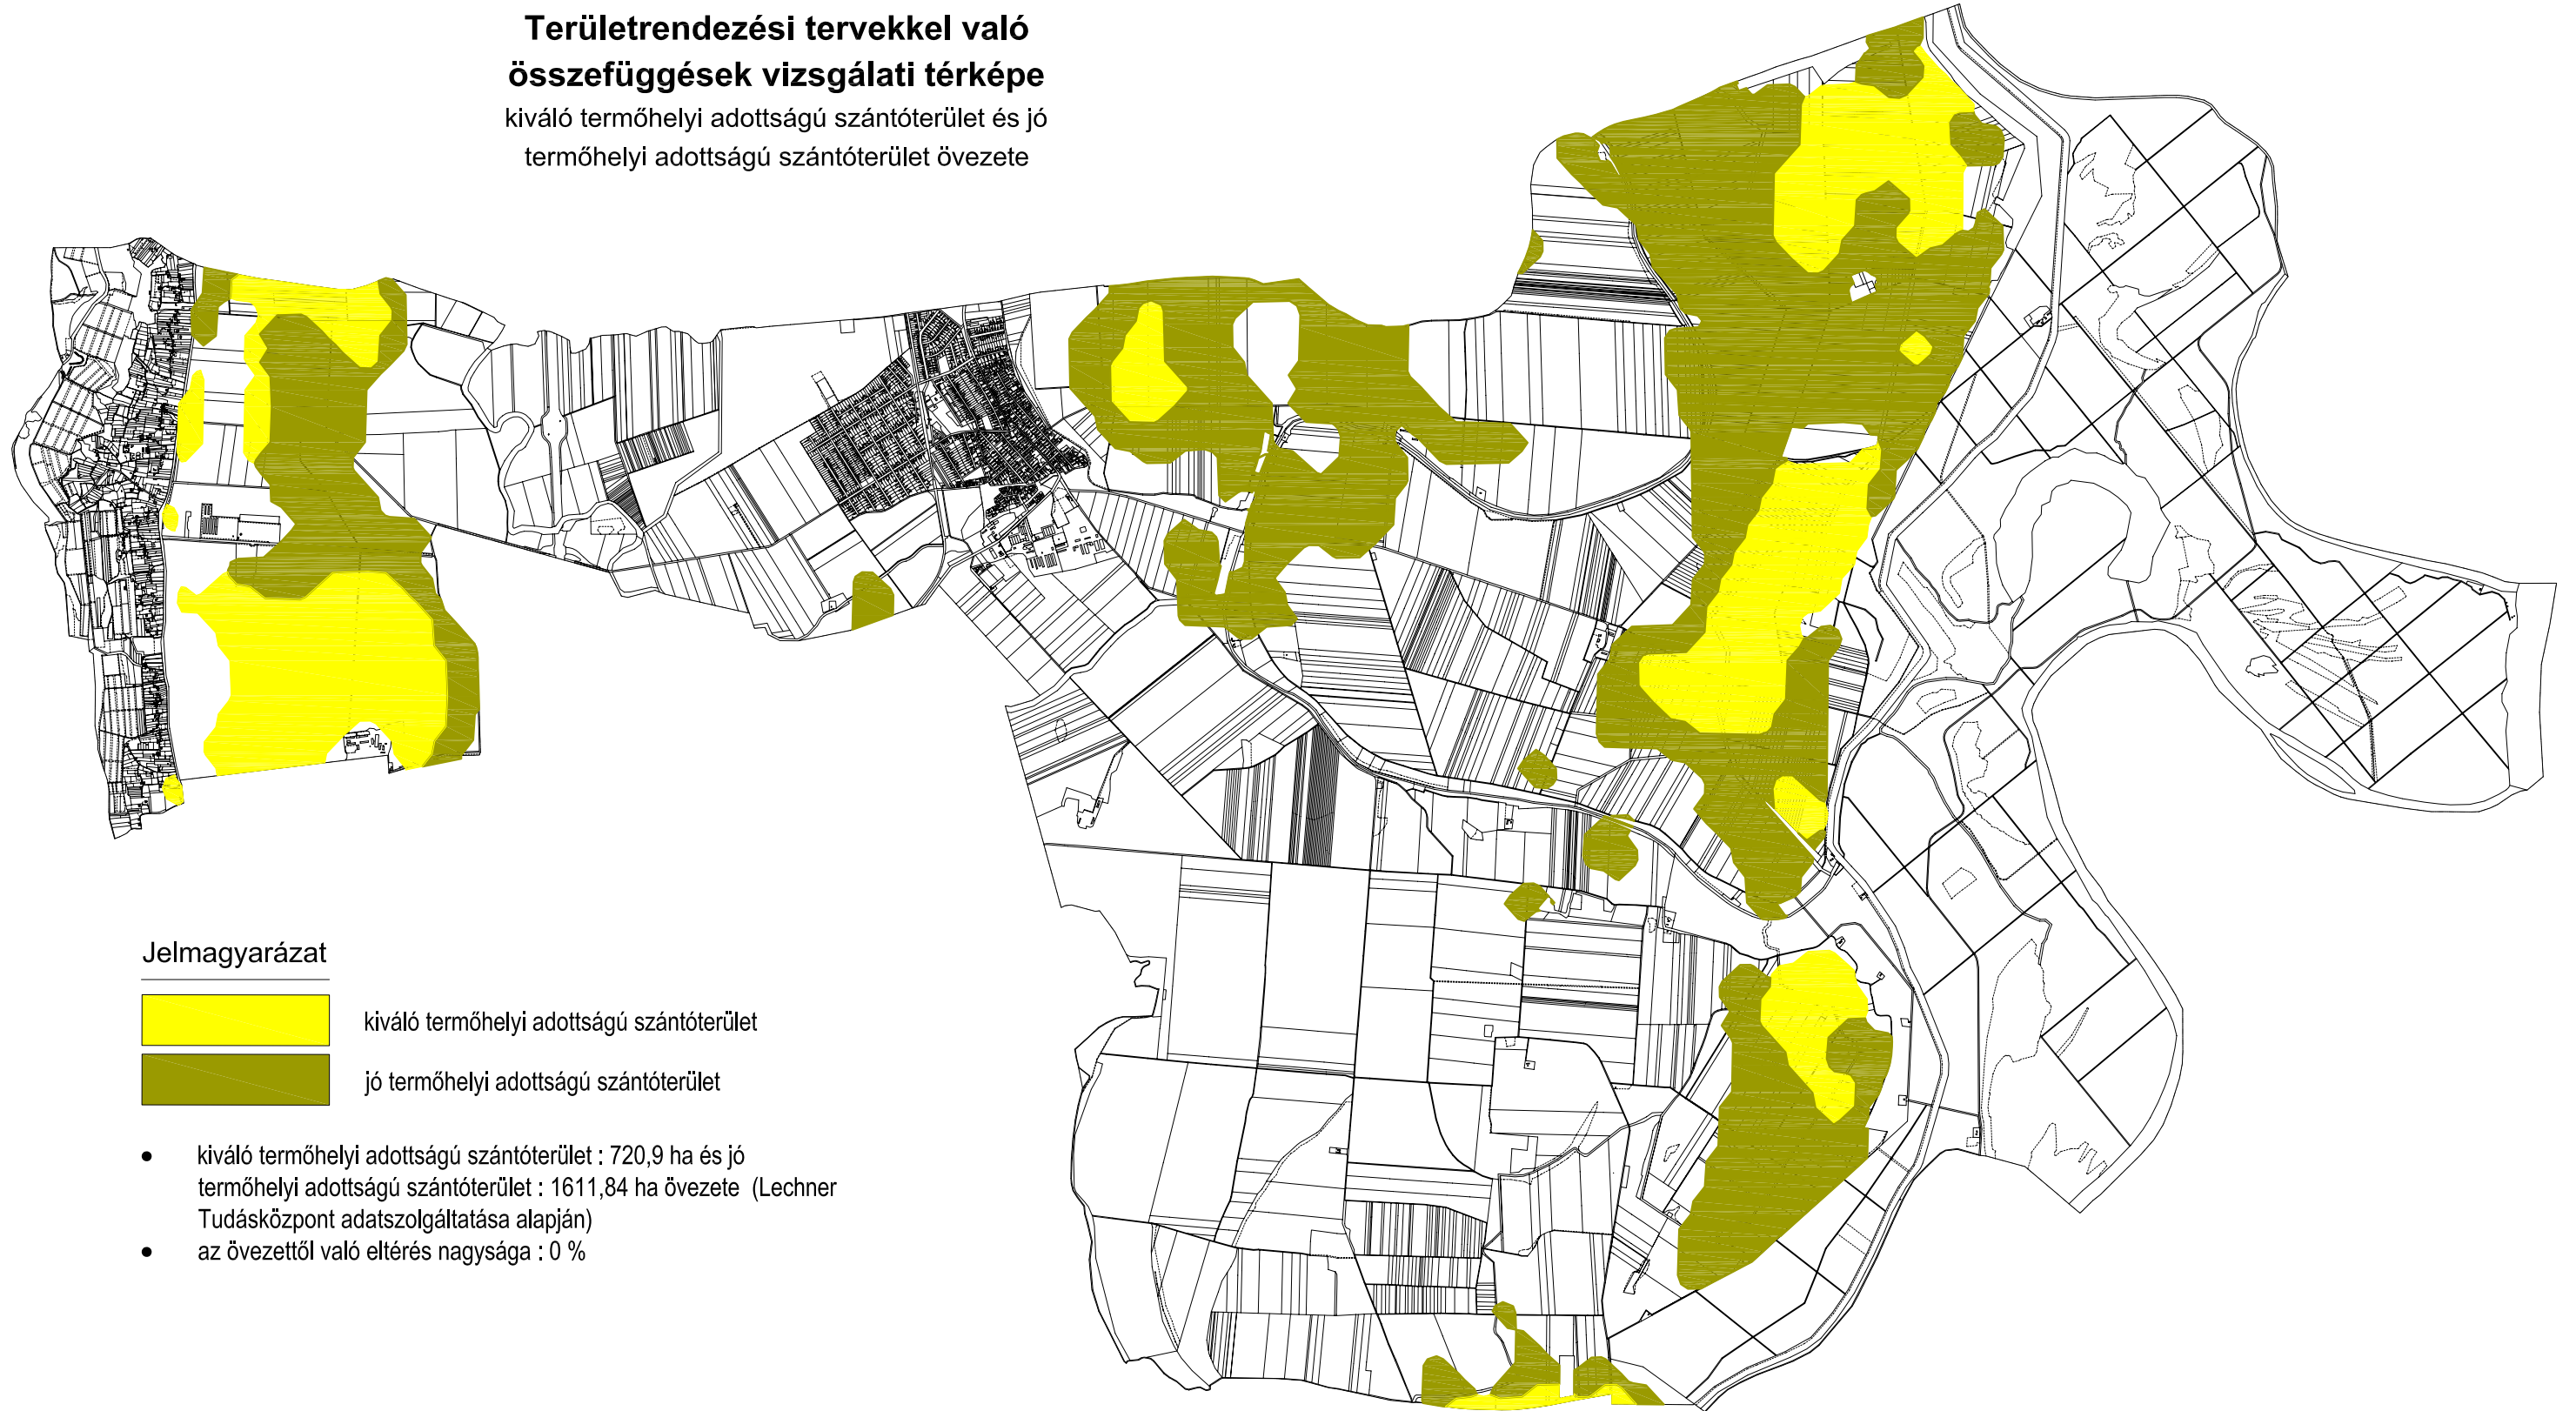 Területrendezési tervekkel való
összefüggések vizsgálati térképe
kiváló termőhelyi adottságú szántóterület és jó
termőhelyi adottságú szántóterület övezete
Jelmagyarázat
kiváló termőhelyi adottságú szántóterület
jó termőhelyi adottságú szántóterület
• kiváló termőhelyi adottságú szántóterület : 720,9 ha és jó
termőhelyi adottságú szántóterület : 1611,84 ha övezete (Lechner
Tudásközpont adatszolgáltatása alapján)
• az övezettől való eltérés nagysága : 0 %